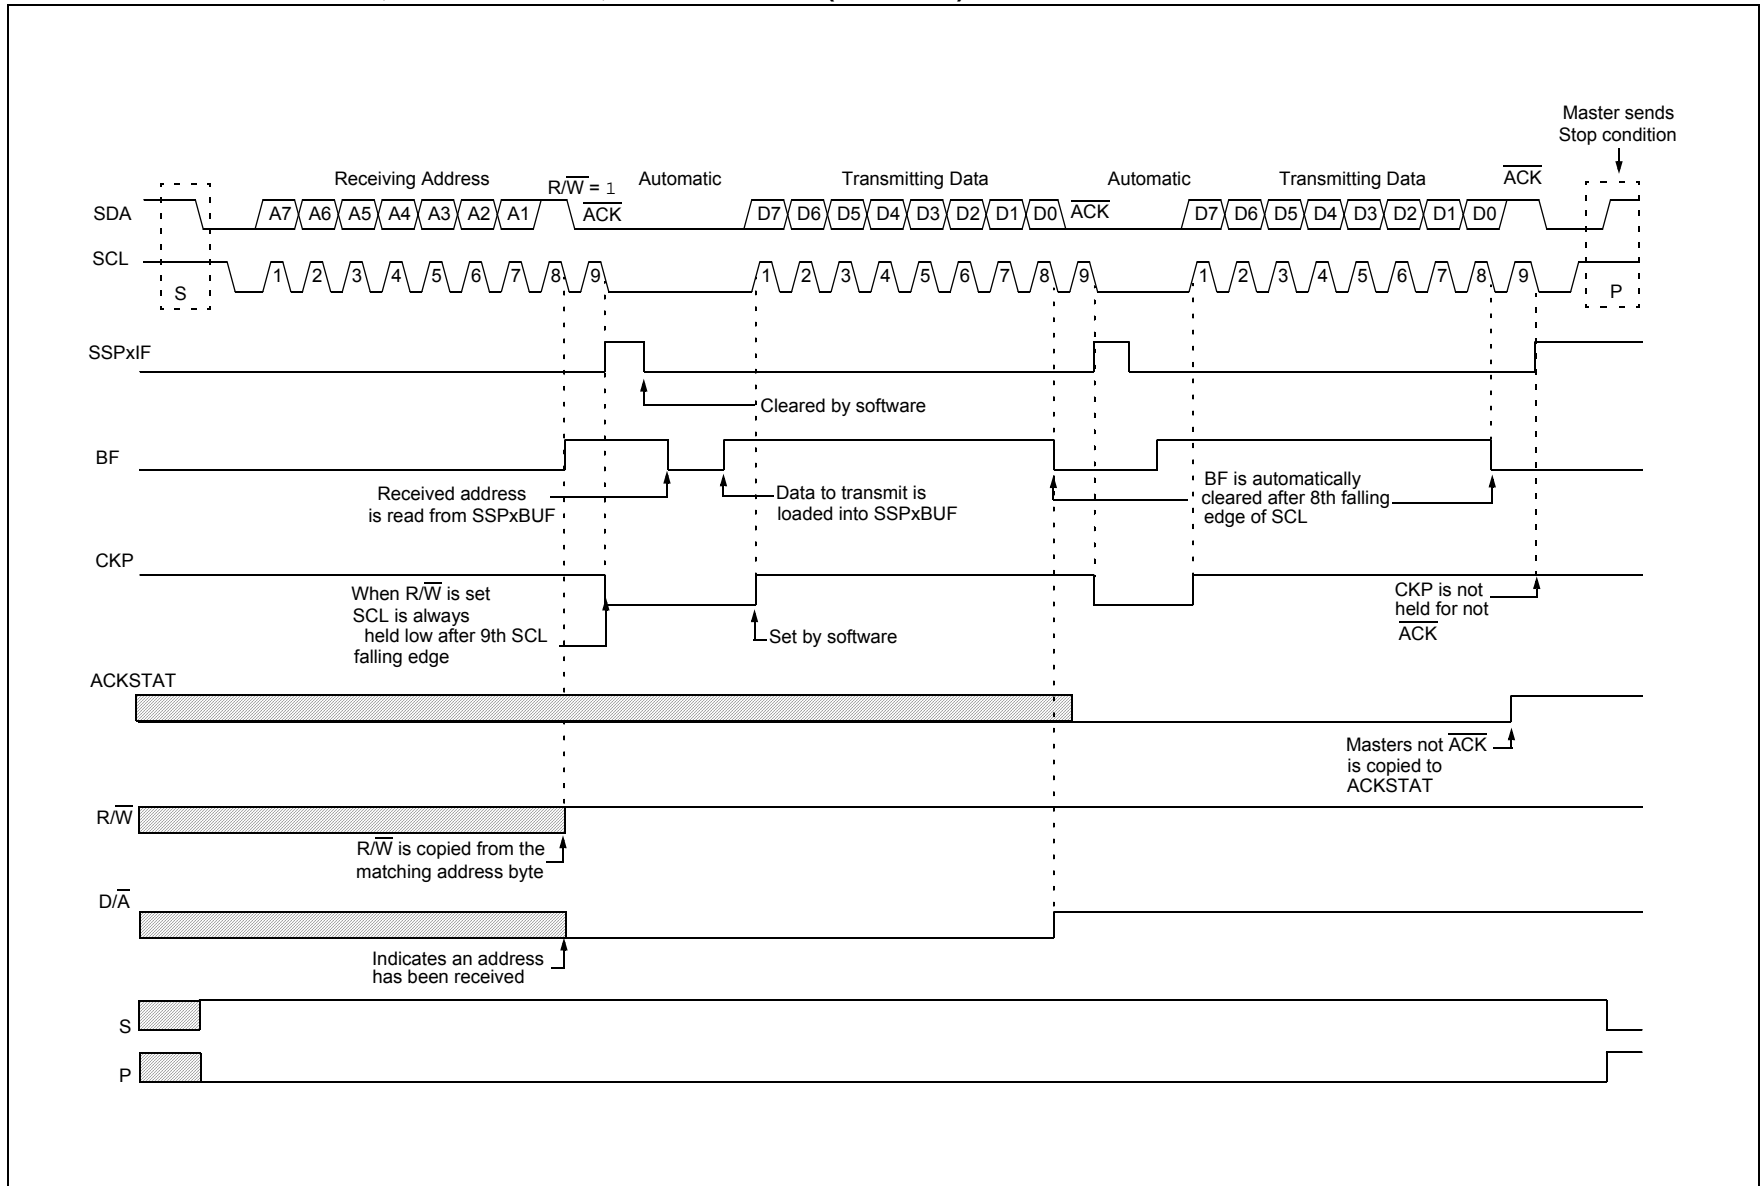 Master sends
Stop condition
Receiving Address
R/W̅ = 1
Automatic
Transmitting Data
Automatic
Transmitting Data
A̅C̅K̅
SDA
A7 A6 A5 A4 A3 A2 A1
A̅C̅K̅
D7 D6 D5 D4 D3 D2 D1 D0
A̅C̅K̅
D7 D6 D5 D4 D3 D2 D1 D0
SCL
1 2 3 4 5 6 7 8 9
1 2 3 4 5 6 7 8 9
1 2 3 4 5 6 7 8 9
S
P
SSPxIF
Cleared by software
BF
Received address
is read from SSPxBUF
Data to transmit is
loaded into SSPxBUF
BF is automatically
cleared after 8th falling
edge of SCL
CKP
When R/W̅ is set
SCL is always
held low after 9th SCL
falling edge
Set by software
CKP is not
held for not
A̅C̅K̅
ACKSTAT
Masters not A̅C̅K̅
is copied to
ACKSTAT
R/W̅
R/W̅ is copied from the
matching address byte
D/A̅
Indicates an address
has been received
S
P